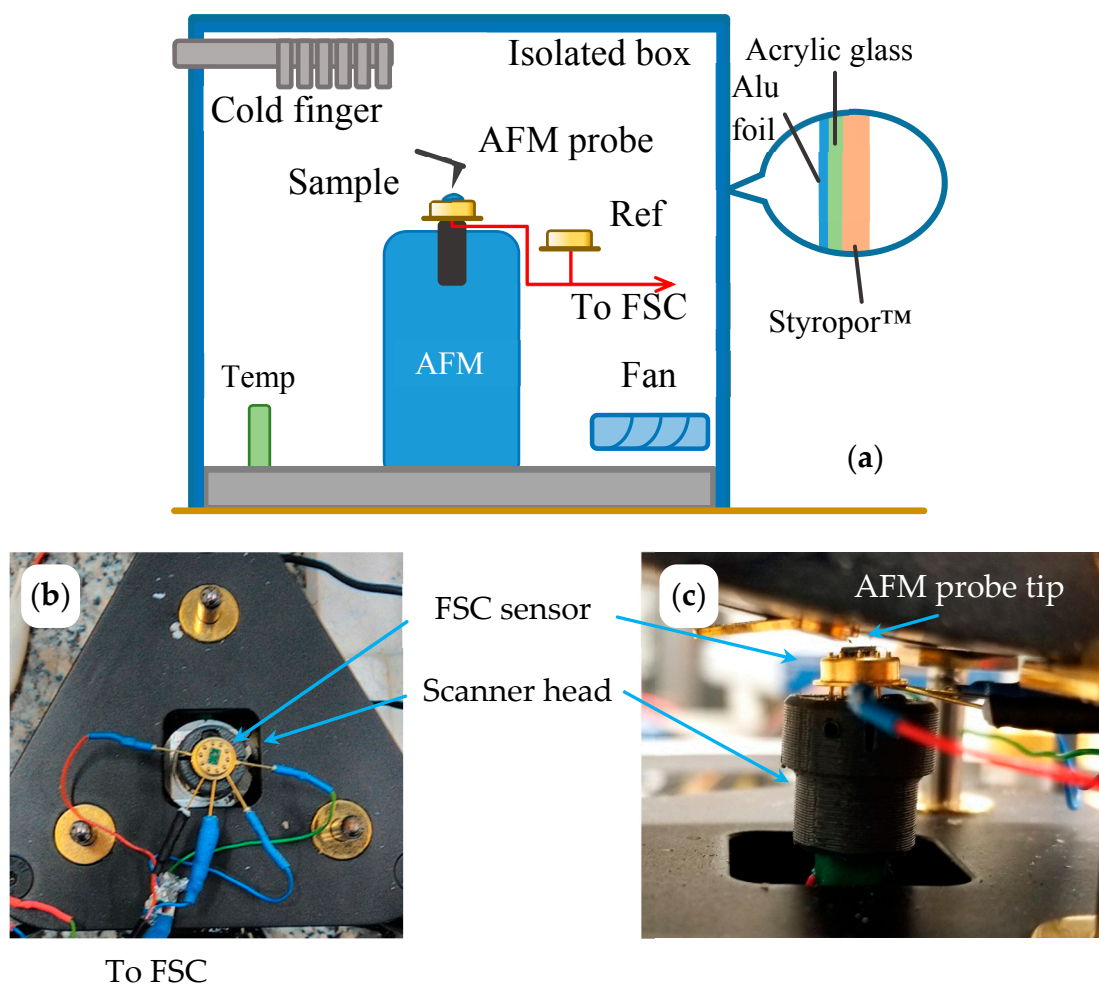 Isolated box
Acrylic glass
Alu
foil
Cold finger
AFM probe
Sample
Ref
To FSC
Styropor™
AFM
Temp
Fan
(a)
(b)
FSC sensor
Scanner head
(c)
AFM probe tip
To FSC